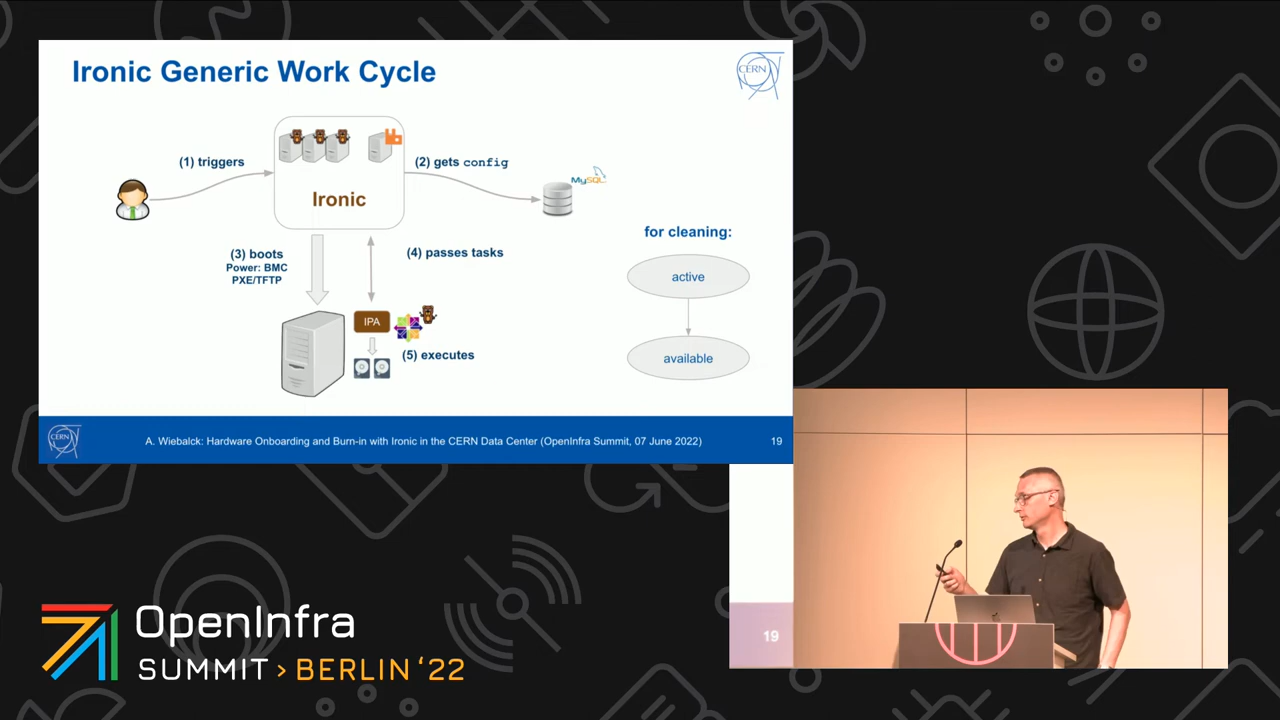 Ironic Generic Work Cycle
CERN
(1) triggers
(2) gets config
MySQL
Ironic
for cleaning:
(3) boots
Power: BMC
PXE/TFTP
(4) passes tasks
active
IPA
(5) executes
available
CERN
A. Wiebalck: Hardware Onboarding and Burn-in with Ironic in the CERN Data Center (OpenInfra Summit, 07 June 2022)
19
19
OpenInfra
SUMMIT > BERLIN ‘22